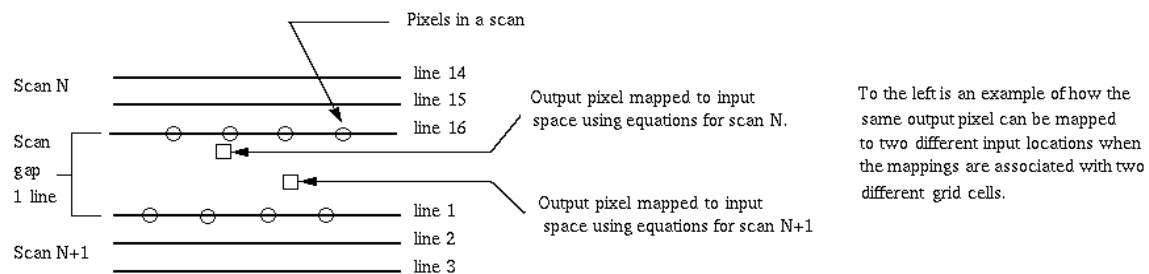 Pixels in a scan
Scan N
line 14
line 15
line 16
Scan
gap
1 line
Output pixel mapped to input
space using equations for scan N.
Output pixel mapped to input
space using equations for scan N+1
line 1
line 2
line 3
Scan N+1
To the left is an example of how the
same output pixel can be mapped
to two different input locations when
the mappings are associated with two
different grid cells.